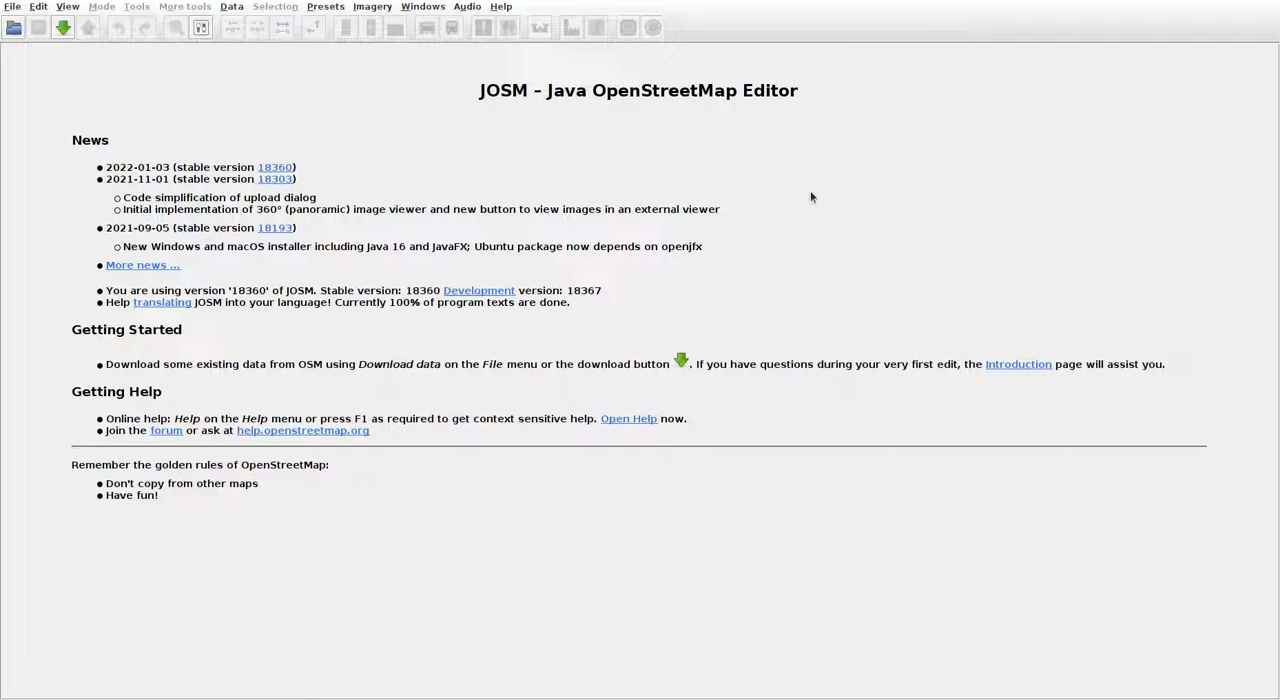 File Edit View Mode Tools More tools Data Selection Presets Imagery Windows Audio Help
JOSM – Java OpenStreetMap Editor
News
● 2022-01-03 (stable version 18360)
● 2021-11-01 (stable version 18303)
○ Code simplification of upload dialog
○ Initial implementation of 360° (panoramic) image viewer and new button to view images in an external viewer
● 2021-09-05 (stable version 18193)
○ New Windows and macOS installer including Java 16 and JavaFX; Ubuntu package now depends on openjfx
● More news ...
● You are using version '18360' of JOSM. Stable version: 18360 Development version: 18367
● Help translating JOSM into your language! Currently 100% of program texts are done.
Getting Started
● Download some existing data from OSM using Download data on the File menu or the download button . If you have questions during your very first edit, the Introduction page will assist you.
Getting Help
● Online help: Help on the Help menu or press F1 as required to get context sensitive help. Open Help now.
● Join the forum or ask at help.openstreetmap.org
Remember the golden rules of OpenStreetMap:
● Don't copy from other maps
● Have fun!